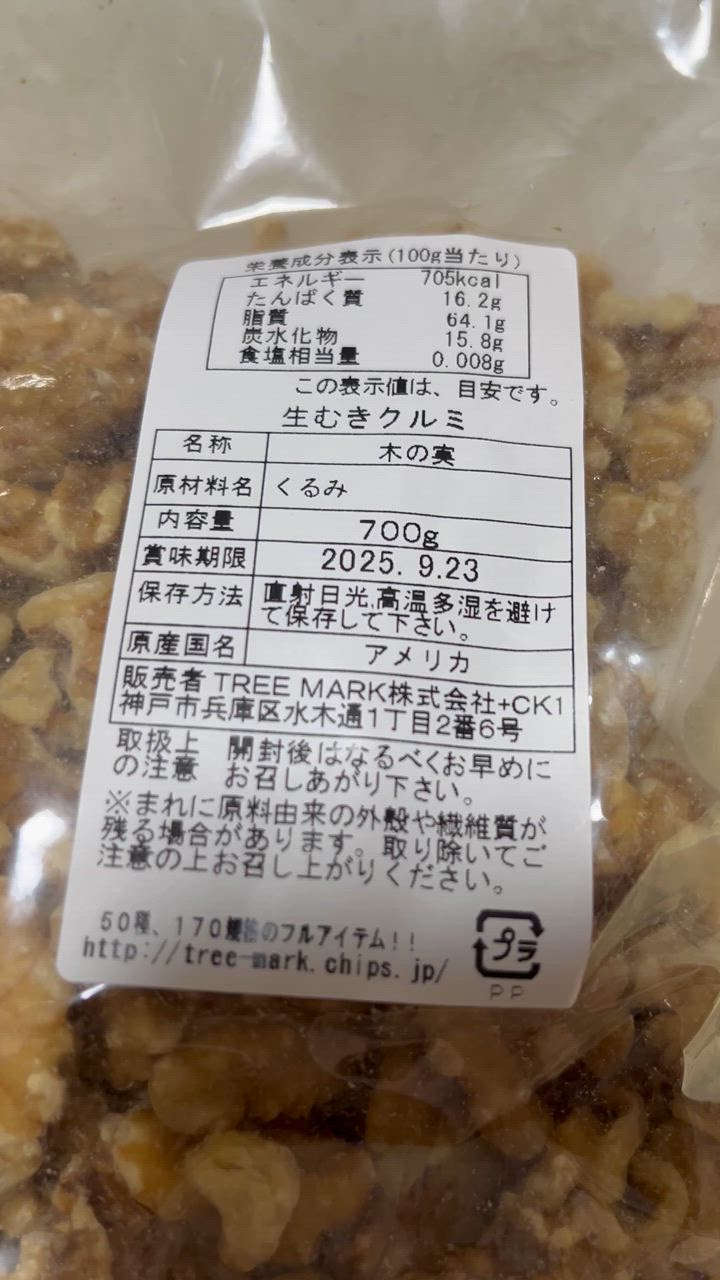 栄養成分表示(100g当たり)
エネルギー 705kcal
たんぱく質 16.2g
脂質 64.1g
炭水化物 15.8g
食塩相当量 0.008g
この表示値は、目安です。
生むきクルミ
名称 木の実
原材料名 くるみ
内容量 700g
賞味期限 2025. 9.23
保存方法 直射日光,高温多湿を避け
て保存して下さい。
原産国名 アメリカ
販売者 TREE MARK株式会社+CK1
神戸市兵庫区水木通1丁目2番6号
取扱上 開封後はなるべくお早めに
の注意 お召しあがり下さい。
※まれに原料由来の外殻や繊維質が
残る場合があります。取り除いてご
注意の上お召し上がりください。
50種、170規格のフルアイテム!!
http://tree-mark.chips.jp/
プラ
PP